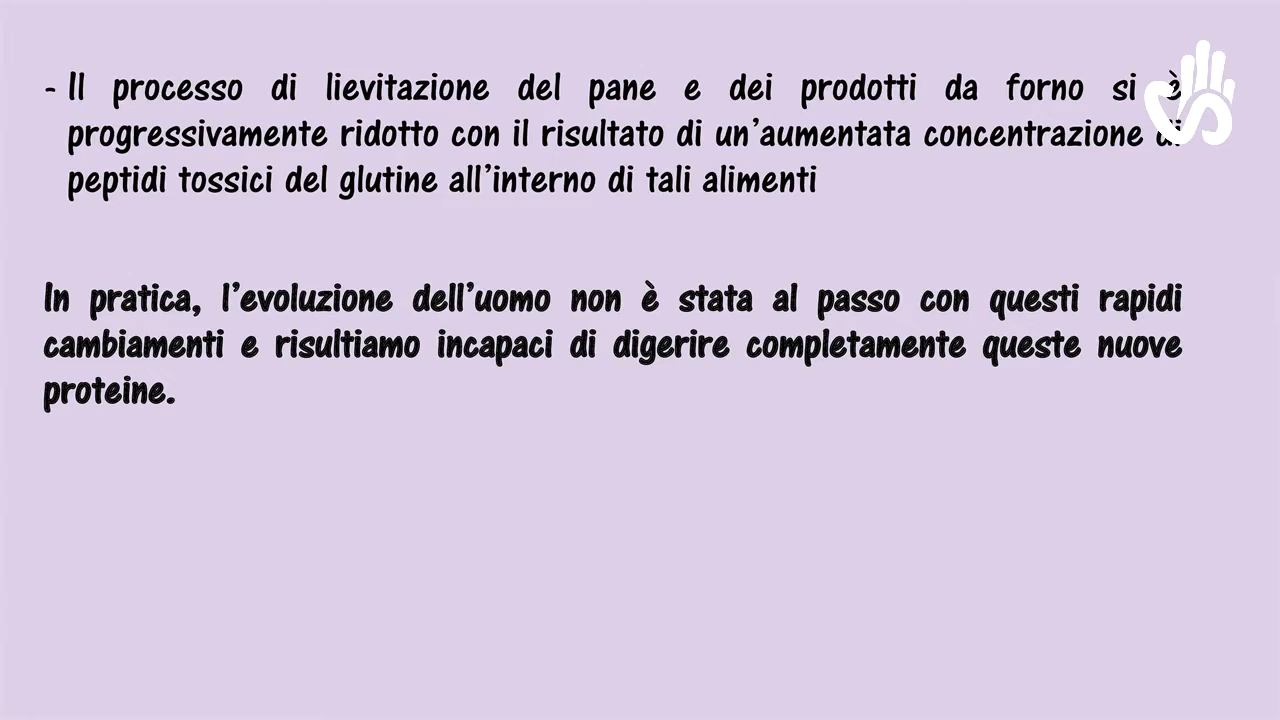 - Il processo di lievitazione del pane e dei prodotti da forno si è
progressivamente ridotto con il risultato di un’aumentata concentrazione di
peptidi tossici del glutine all’interno di tali alimenti
In pratica, l’evoluzione dell’uomo non è stata al passo con questi rapidi
cambiamenti e risultiamo incapaci di digerire completamente queste nuove
proteine.